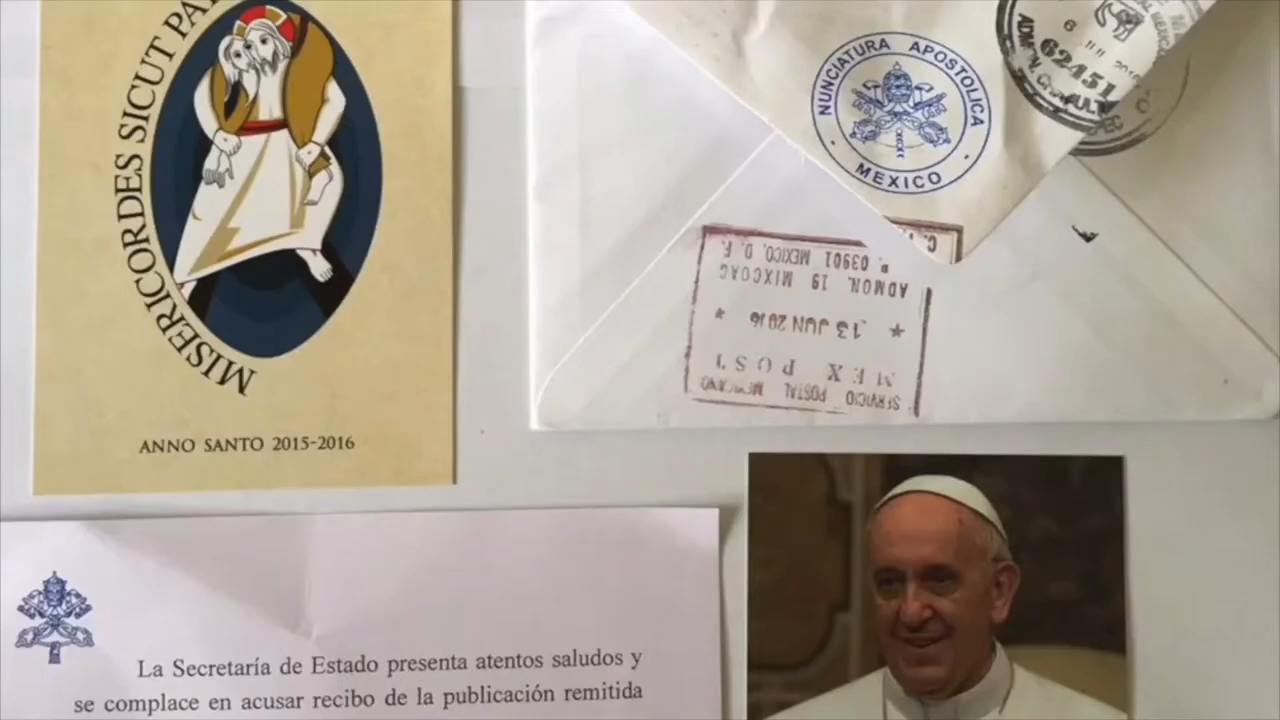 MISERICORDES SICUT PA
ANNO SANTO 2015-2016
NUNCIATURA APOSTOLICA
MEXICO
6
62451
SERVICIO POSTAL MEXICANO
MEX POST
★ 13 JUN 2016 ★
ADMON. 19 MIXCOAC
03901 MEXICO, D. F.
La Secretaría de Estado presenta atentos saludos y
se complace en acusar recibo de la publicación remitida